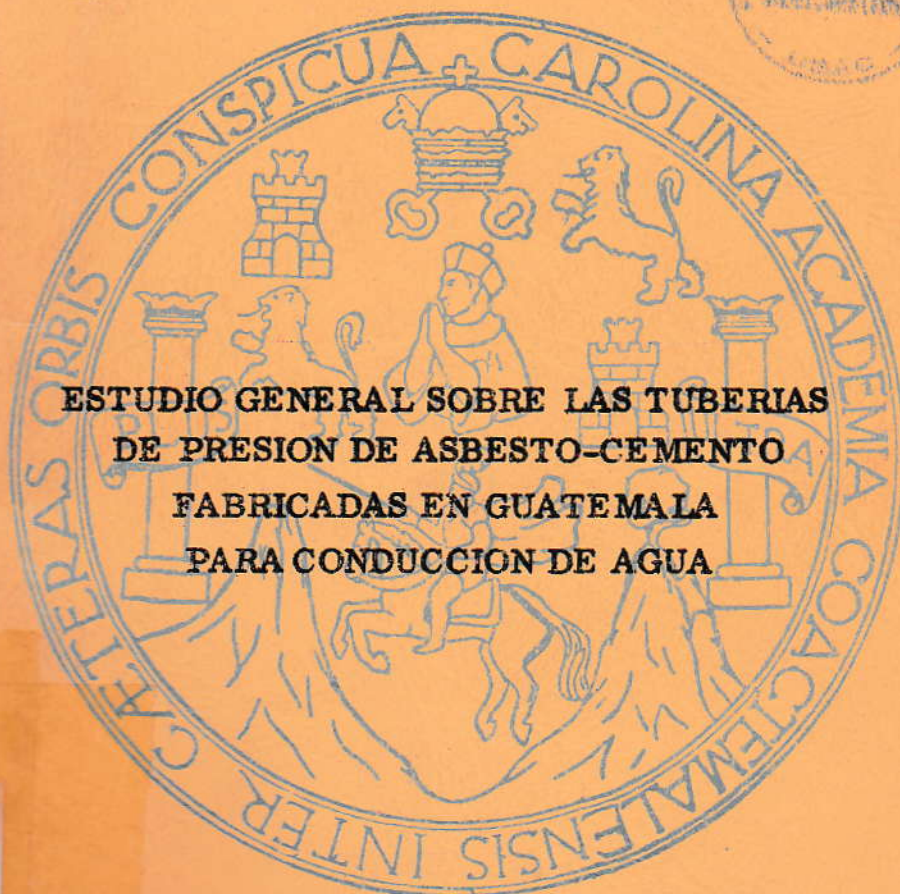 ESTUDIO GENERAL SOBRE LAS TUBERIAS
DE PRESION DE ASBESTO-CEMENTO
FABRICADAS EN GUATEMALA
PARA CONDUCCION DE AGUA
CAROLINA ACADEMIA COACTEMALENSIS INTER CAETERAS ORBIS CONSPICUA